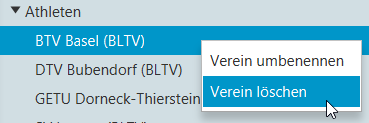 Athleten
BTV Basel (BLTV)
Verein umbenennen
DTV Bubendorf (BLTV)
Verein löschen
GETU Dorneck-Thierstein